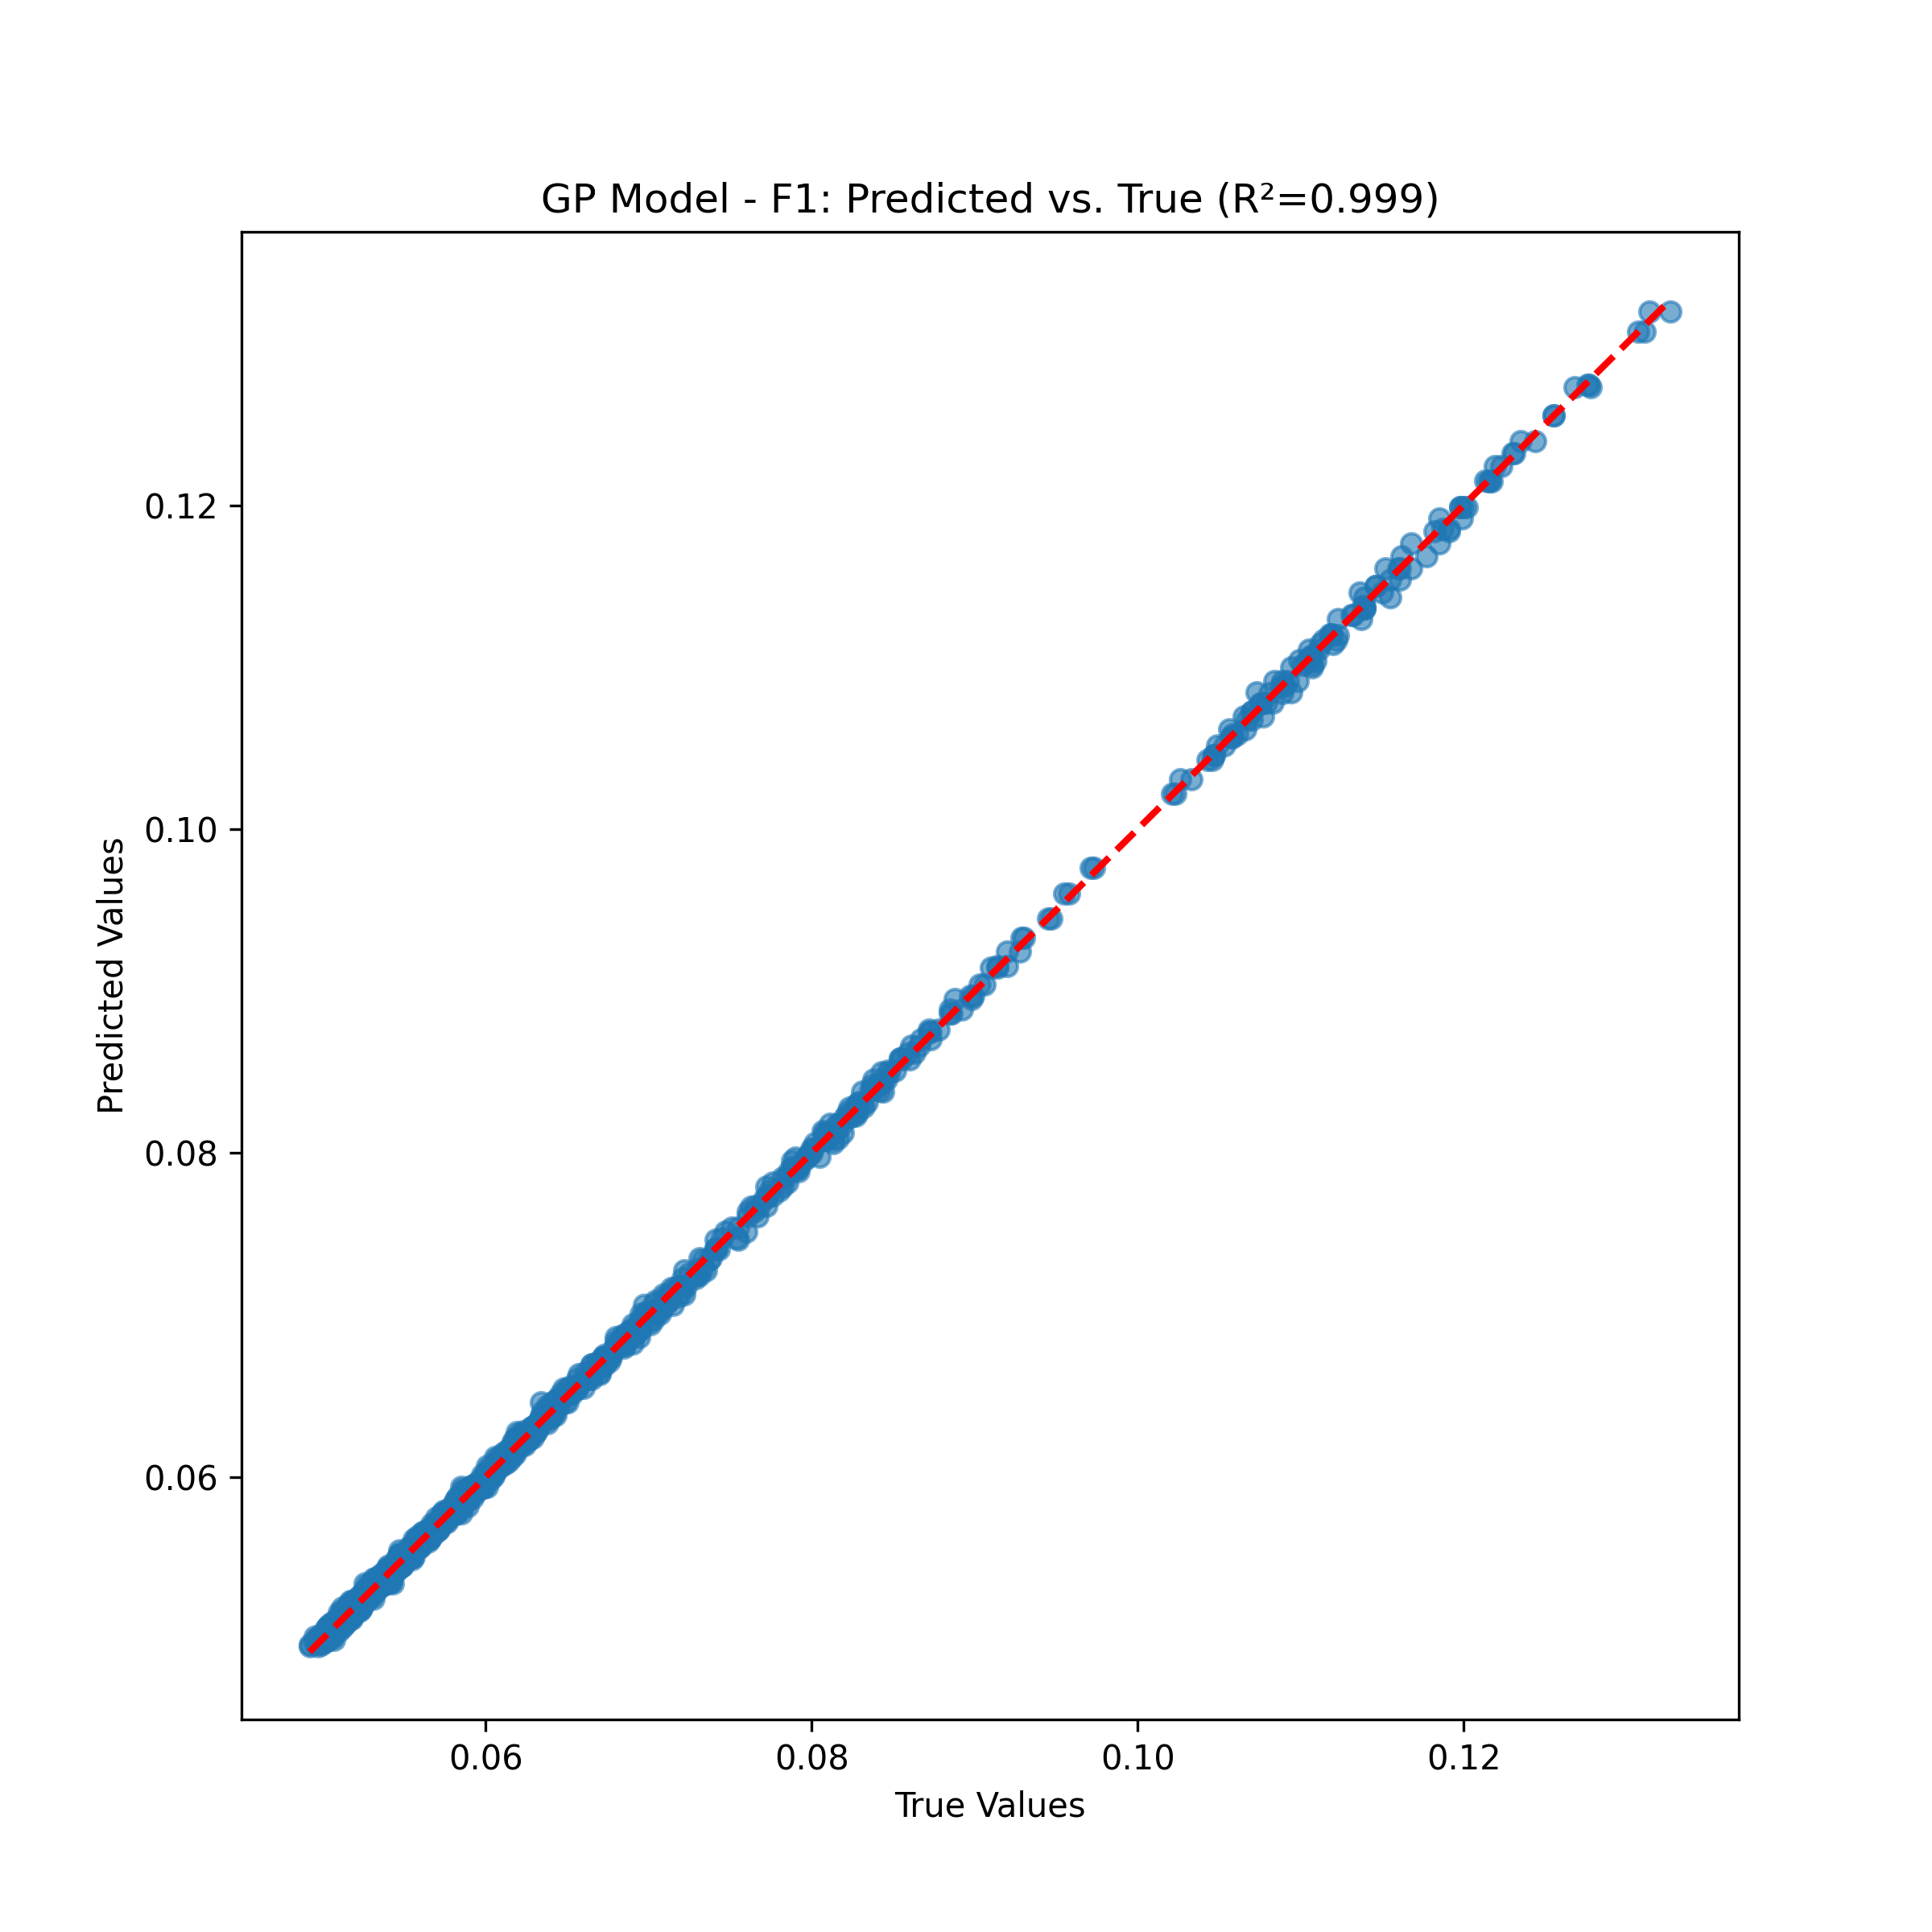 GP Model - F1: Predicted vs. True (R²=0.999)
Predicted Values
0.12
0.10
0.08
0.06
0.06 0.08 0.10 0.12
True Values